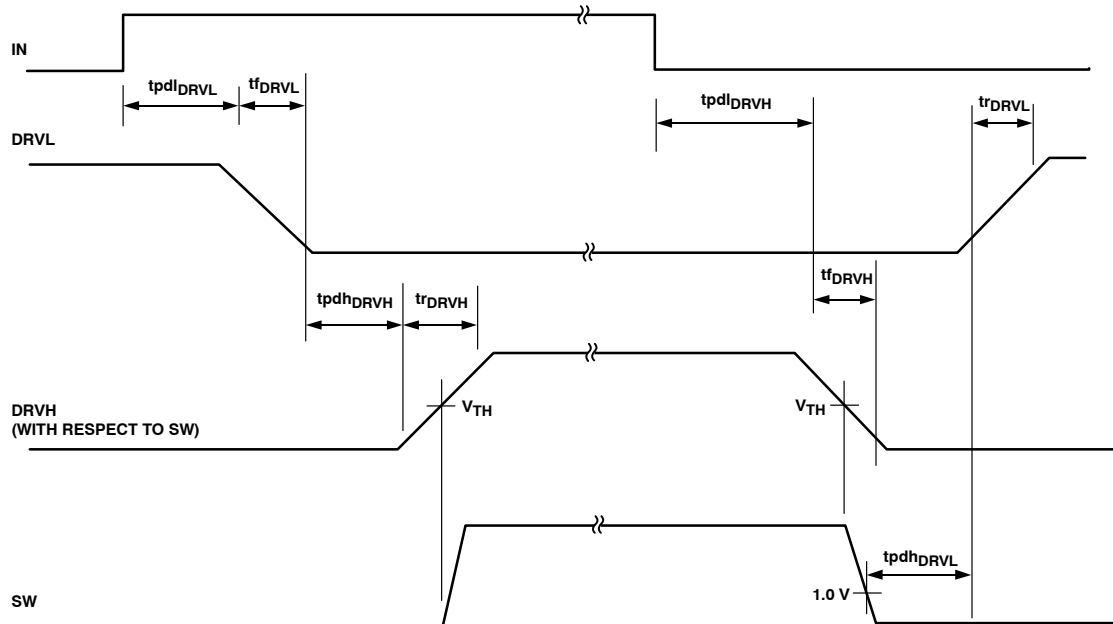 IN
tpdlDRVL
tfDRVL
tpdlDRVH
trDRVL
DRVL
tfDRVH
tpdhDRVH
trDRVH
VTH
VTH
DRVH
(WITH RESPECT TO SW)
tpdhDRVL
1.0 V
SW